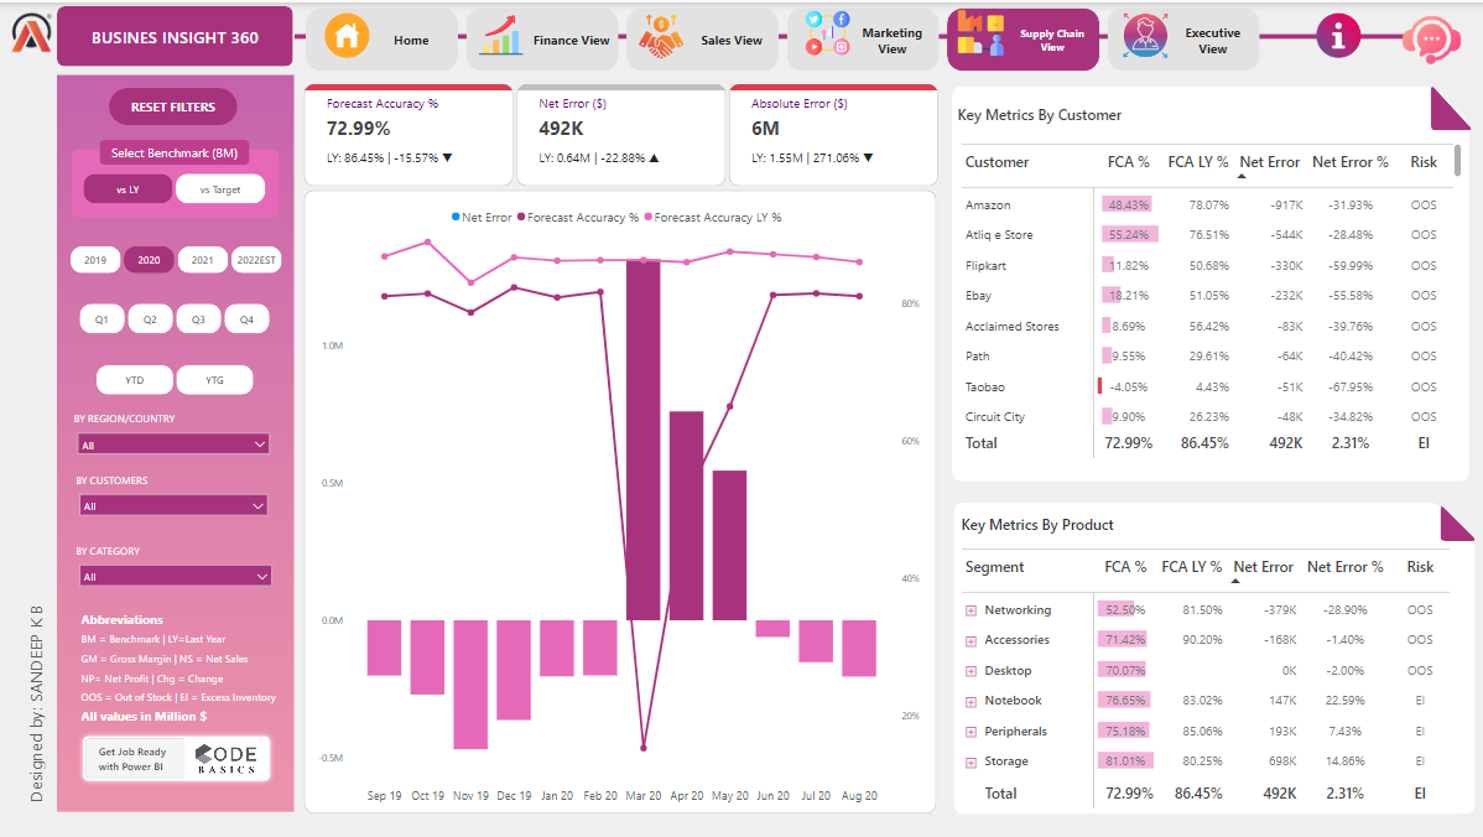 BUSINES INSIGHT 360
Home
Finance View
Sales View
Marketing
View
Supply Chain
View
Executive
View
RESET FILTERS
Select Benchmark (BM)
vs LY
vs Target
2019
2020
2021
2022EST
Q1
Q2
Q3
Q4
YTD
YTG
BY REGION/COUNTRY
All
BY CUSTOMERS
All
BY CATEGORY
All
Abbreviations
BM = Benchmark | LY=Last Year
GM = Gross Margin | NS = Net Sales
NP= Net Profit | Chg = Change
OOS = Out of Stock | EI = Excess Inventory
All values in Million $
Get Job Ready
with Power BI
CODE
BASICS
Designed by: SANDEEP K B
Forecast Accuracy %
72.99%
LY: 86.45% | -15.57% ▼
Net Error ($)
492K
LY: 0.64M | -22.88% ▲
Absolute Error ($)
6M
LY: 1.55M | 271.06% ▼
Net Error Forecast Accuracy % Forecast Accuracy LY %
1.0M
0.5M
0.0M
-0.5M
80%
60%
40%
20%
Sep 19 Oct 19 Nov 19 Dec 19 Jan 20 Feb 20 Mar 20 Apr 20 May 20 Jun 20 Jul 20 Aug 20
Key Metrics By Customer
Customer FCA % FCA LY % Net Error Net Error % Risk
Amazon 48.43% 78.07% -917K -31.93% OOS
Atliq e Store 55.24% 76.51% -544K -28.48% OOS
Flipkart 11.82% 50.68% -330K -59.99% OOS
Ebay 18.21% 51.05% -232K -55.58% OOS
Acclaimed Stores 8.69% 56.42% -83K -39.76% OOS
Path 9.55% 29.61% -64K -40.42% OOS
Taobao -4.05% 4.43% -51K -67.95% OOS
Circuit City 9.90% 26.23% -48K -34.82% OOS
Total 72.99% 86.45% 492K 2.31% EI
Key Metrics By Product
Segment FCA % FCA LY % Net Error Net Error % Risk
Networking 52.50% 81.50% -379K -28.90% OOS
Accessories 71.42% 90.20% -168K -1.40% OOS
Desktop 70.07% 0K -2.00% OOS
Notebook 76.65% 83.02% 147K 22.59% EI
Peripherals 75.18% 85.06% 193K 7.43% EI
Storage 81.01% 80.25% 698K 14.86% EI
Total 72.99% 86.45% 492K 2.31% EI